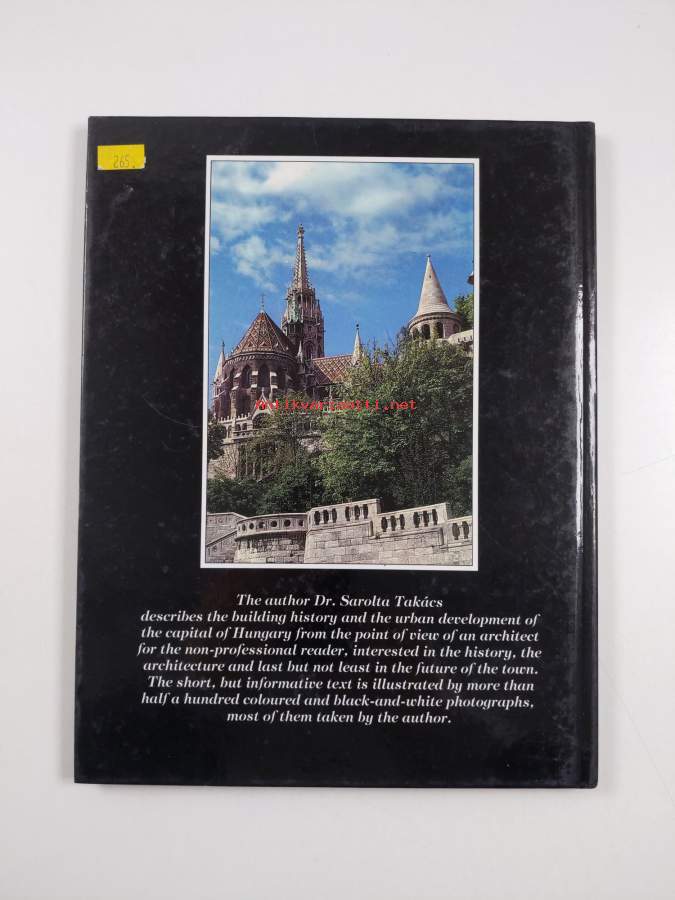 265.
Antikvariaatti.net
The author Dr. Sarolta Takács
describes the building history and the urban development of
the capital of Hungary from the point of view of an architect
for the non-professional reader, interested in the history, the
architecture and last but not least in the future of the town.
The short, but informative text is illustrated by more than
half a hundred coloured and black-and-white photographs,
most of them taken by the author.